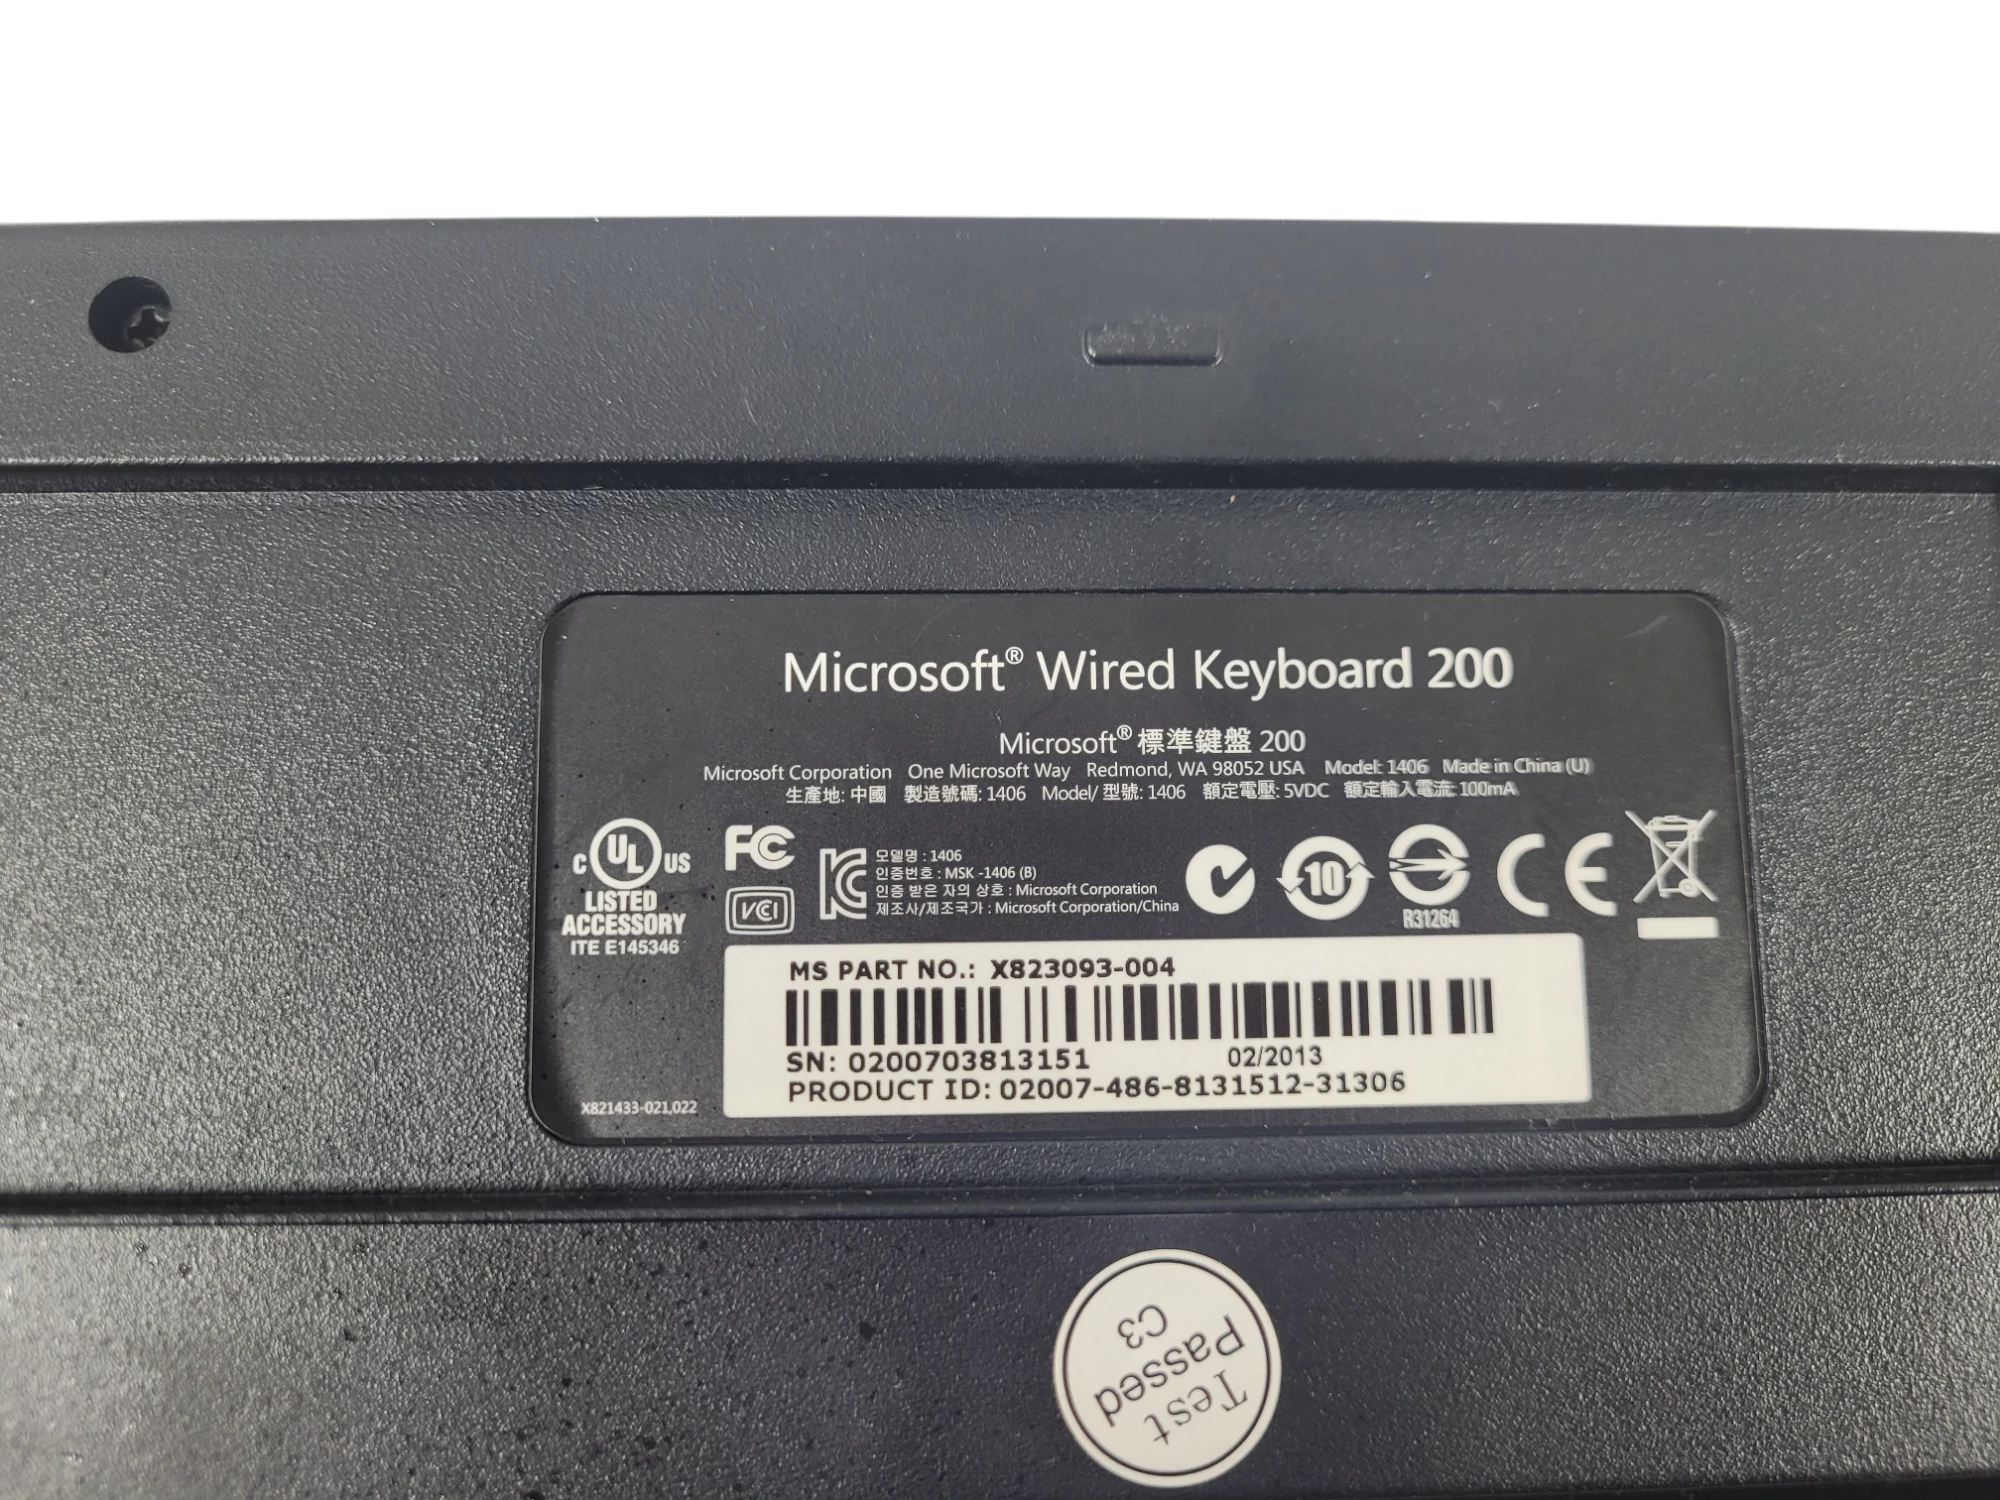 Microsoft® Wired Keyboard 200
Microsoft® 標準鍵盤 200
Microsoft Corporation One Microsoft Way Redmond, WA 98052 USA Model: 1406 Made in China (U)
生產地: 中國 製造號碼: 1406 Model/ 型號: 1406 額定電壓: 5VDC 額定輸入電流: 100mA
C UL US
LISTED
ACCESSORY
ITE E145346
FC
VCI
KC
모델명 : 1406
인증번호 : MSK -1406 (B)
인증 받은 자의 상호 : Microsoft Corporation
제조사/제조국가 : Microsoft Corporation/China
10
R31264
CE
MS PART NO.: X823093-004
SN: 0200703813151 02/2013
PRODUCT ID: 02007-486-8131512-31306
X821433-021,022
Test
Passed
C3